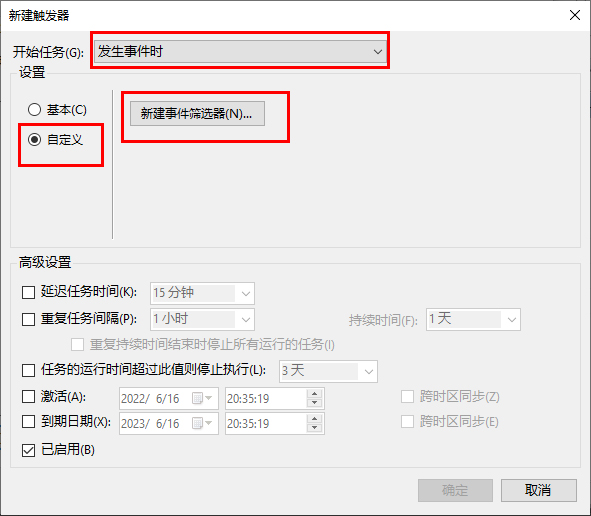 新建触发器
开始任务(G): 发生事件时
设置
基本(C)
自定义
新建事件筛选器(N)...
高级设置
延迟任务时间(K): 15 分钟
重复任务间隔(P): 1 小时 持续时间(F): 1 天
重复持续时间结束时停止所有运行的任务(I)
任务的运行时间超过此值则停止执行(L): 3 天
激活(A): 2022/ 6/16 20:35:19 跨时区同步(Z)
到期日期(X): 2023/ 6/16 20:35:19 跨时区同步(E)
已启用(B)
确定 取消